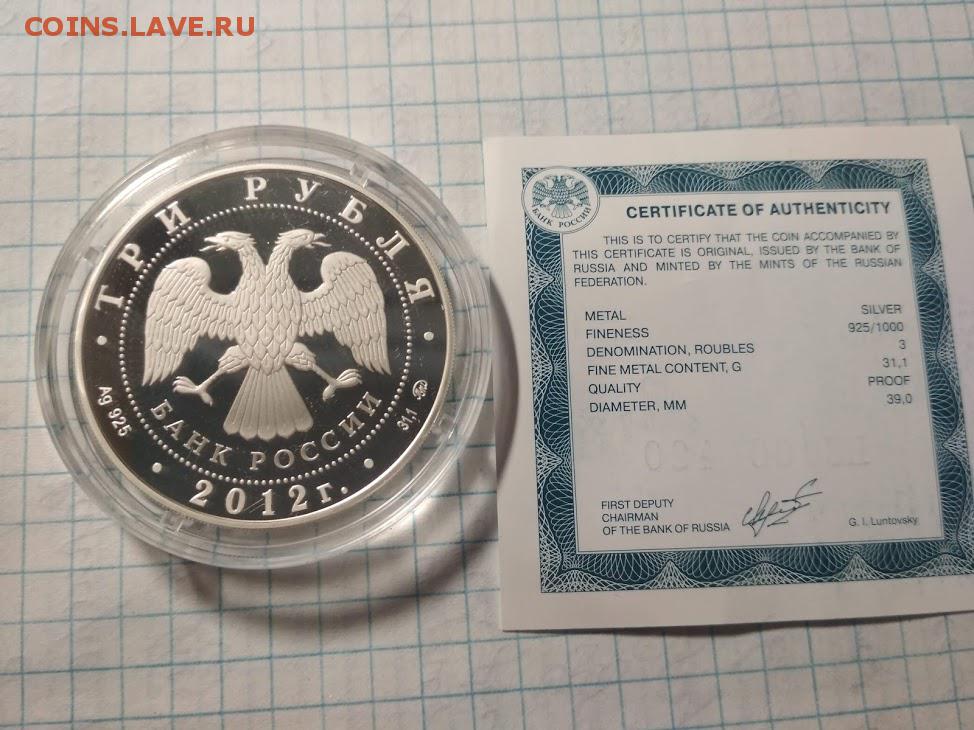 COINS.LAVE.RU
ТРИ РУБЛЯ
Ag 925
31,1
БАНК РОССИИ
2012 г.
БАНК РОССИИ
CERTIFICATE OF AUTHENTICITY
THIS IS TO CERTIFY THAT THE COIN ACCOMPANIED BY
THIS CERTIFICATE IS ORIGINAL, ISSUED BY THE BANK OF
RUSSIA AND MINTED BY THE MINTS OF THE RUSSIAN
FEDERATION.
METAL SILVER
FINENESS 925/1000
DENOMINATION, ROUBLES 3
FINE METAL CONTENT, G 31,1
QUALITY PROOF
DIAMETER, MM 39,0
FIRST DEPUTY
CHAIRMAN
OF THE BANK OF RUSSIA
G. I. Luntovsky